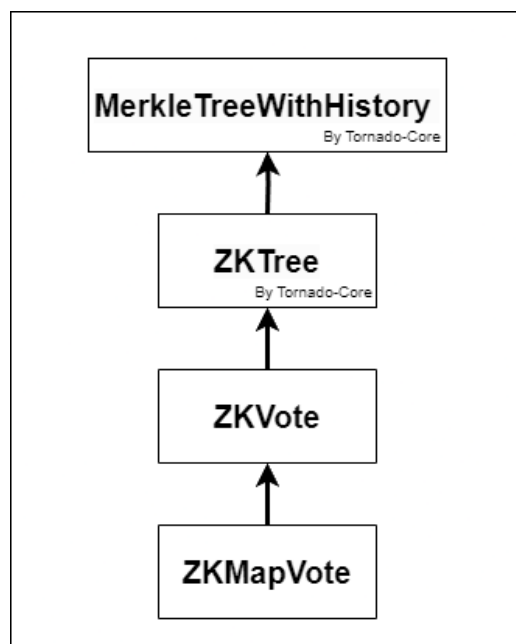 MerkleTreeWithHistory
By Tornado-Core
ZKTree
By Tornado-Core
ZKVote
ZKMapVote